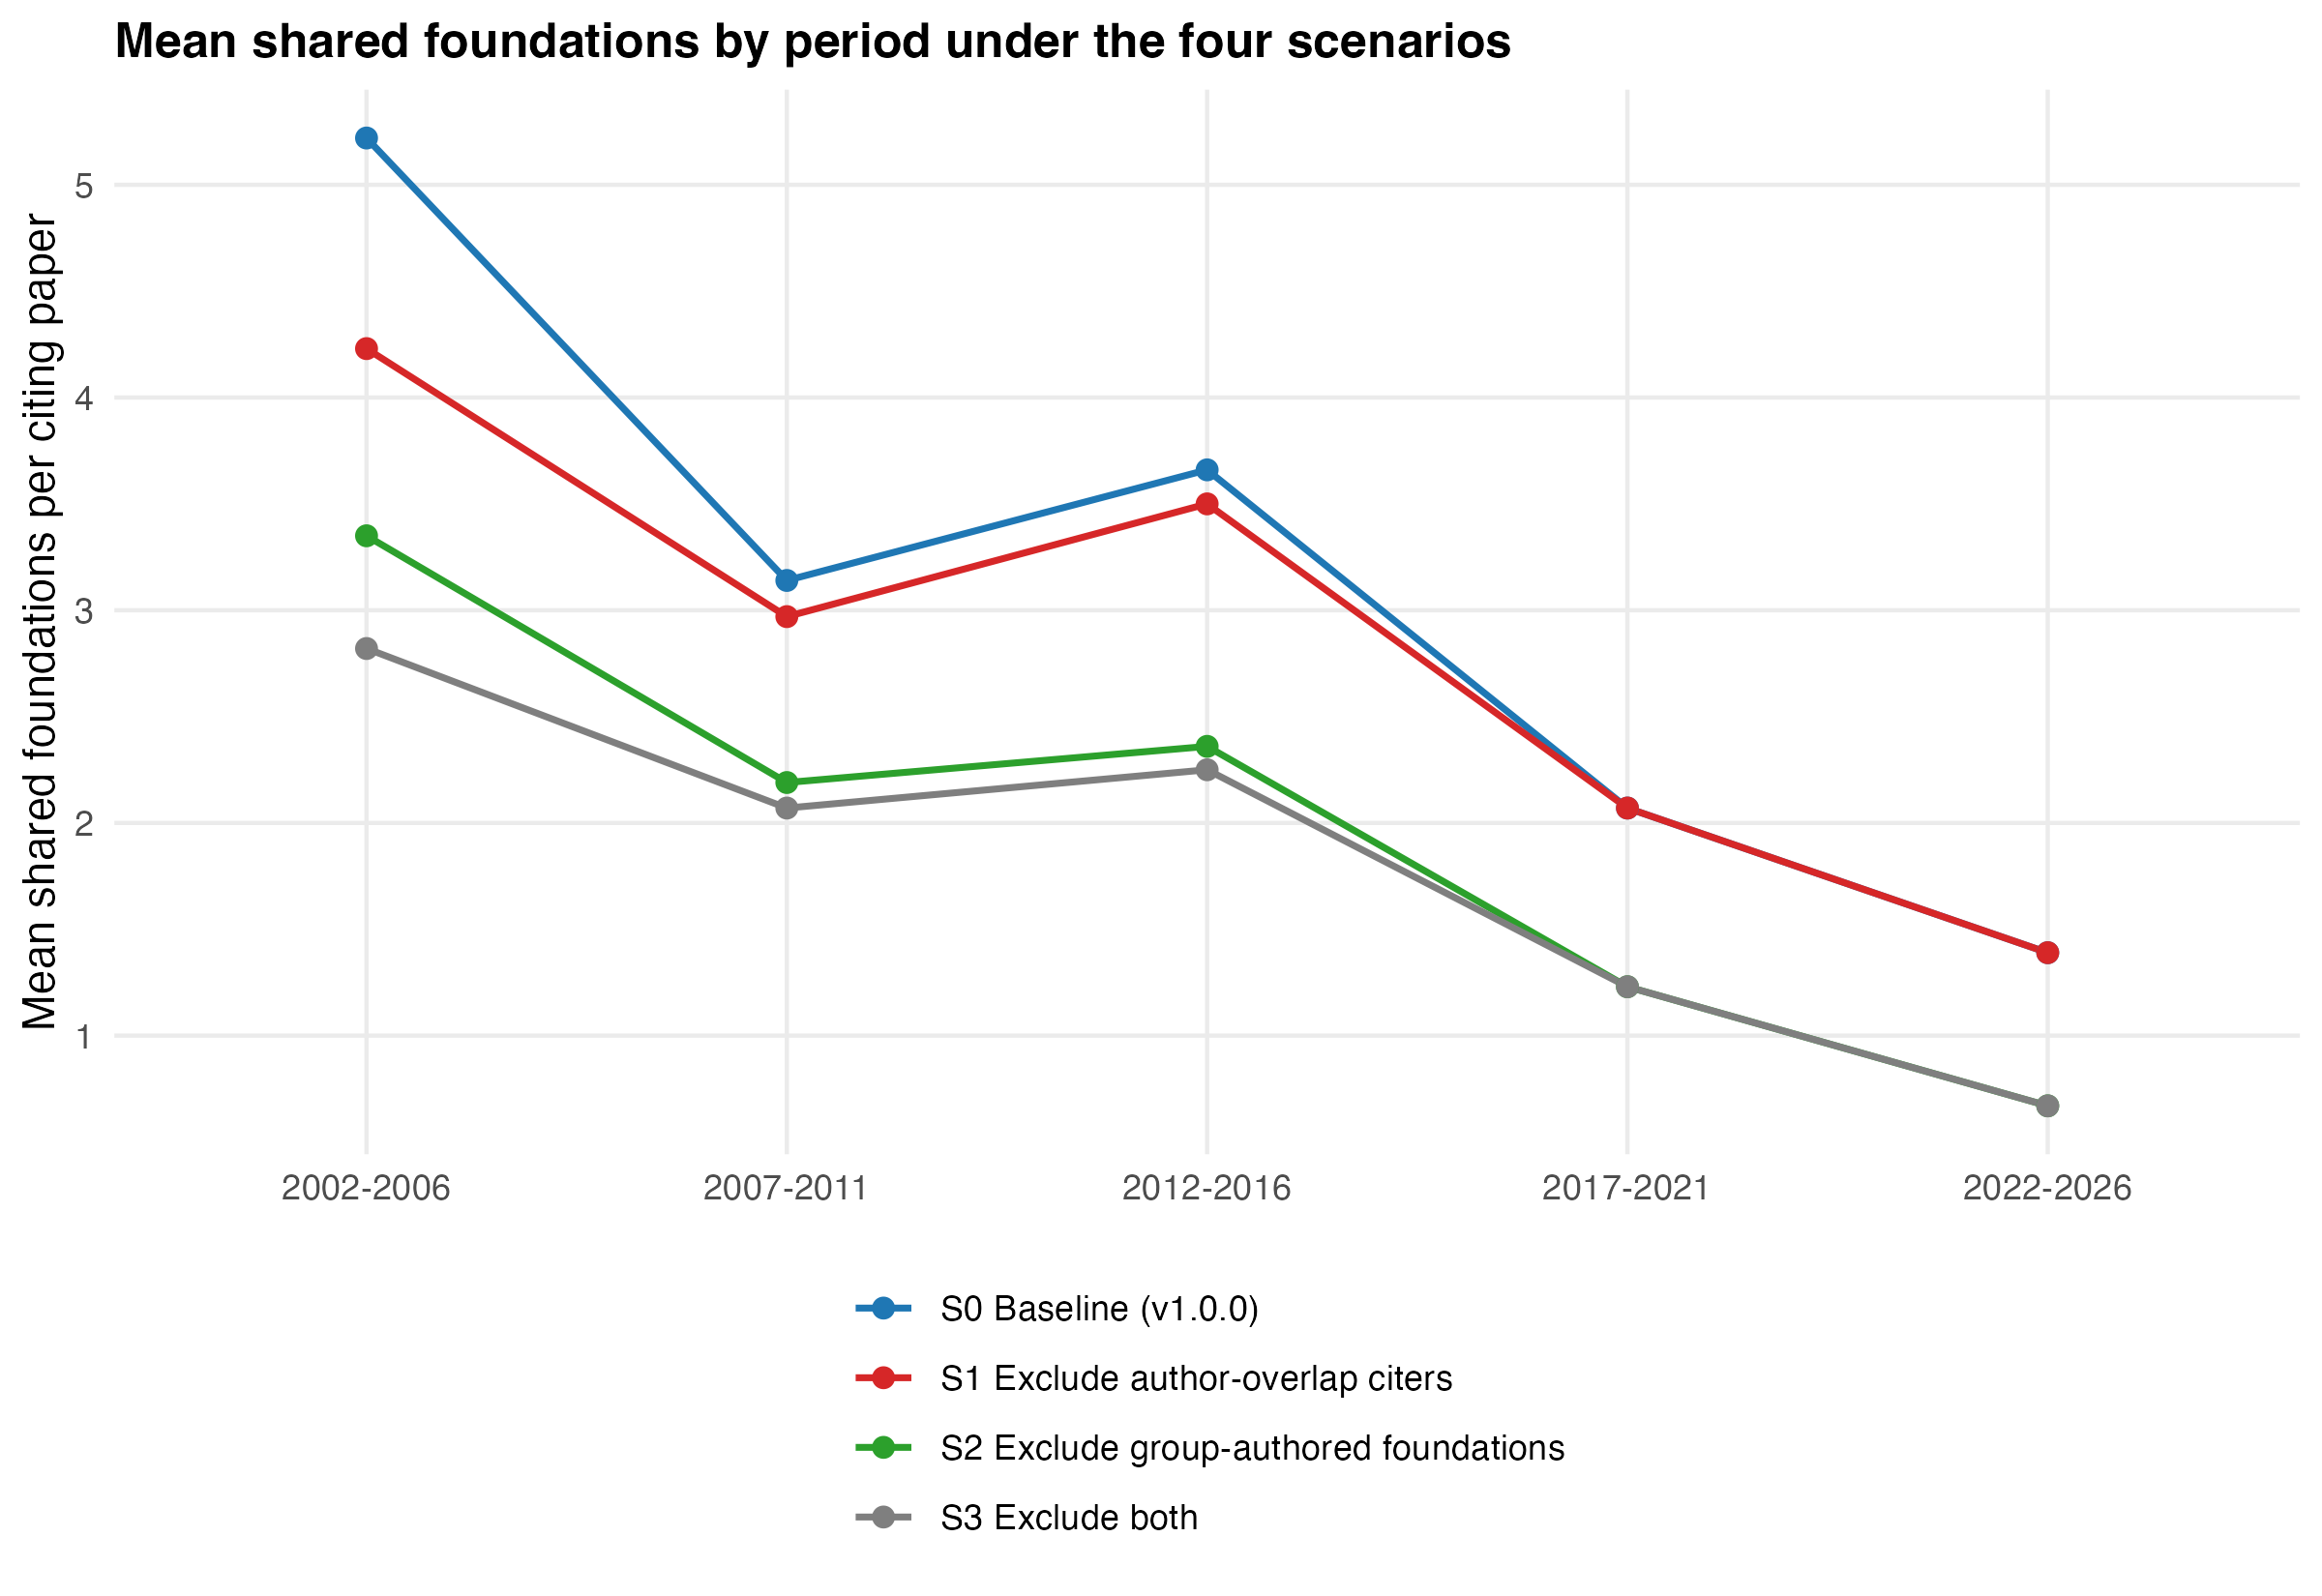 Mean shared foundations by period under the four scenarios
Mean shared foundations per citing paper
5
4
3
2
1
2002-2006 2007-2011 2012-2016 2017-2021 2022-2026
S0 Baseline (v1.0.0)
S1 Exclude author-overlap citers
S2 Exclude group-authored foundations
S3 Exclude both